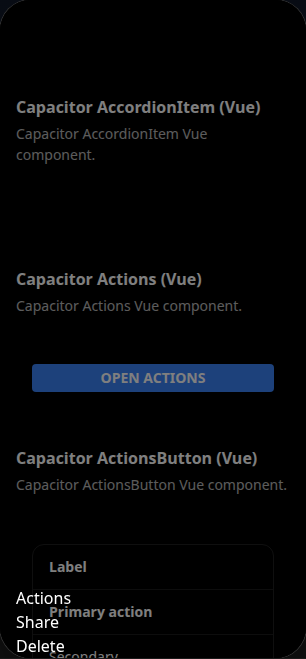 Capacitor AccordionItem (Vue)
Capacitor AccordionItem Vue
component.
Capacitor Actions (Vue)
Capacitor Actions Vue component.
OPEN ACTIONS
Capacitor ActionsButton (Vue)
Capacitor ActionsButton Vue component.
Label
Actions
Primary action
Share
Delete
Secondary